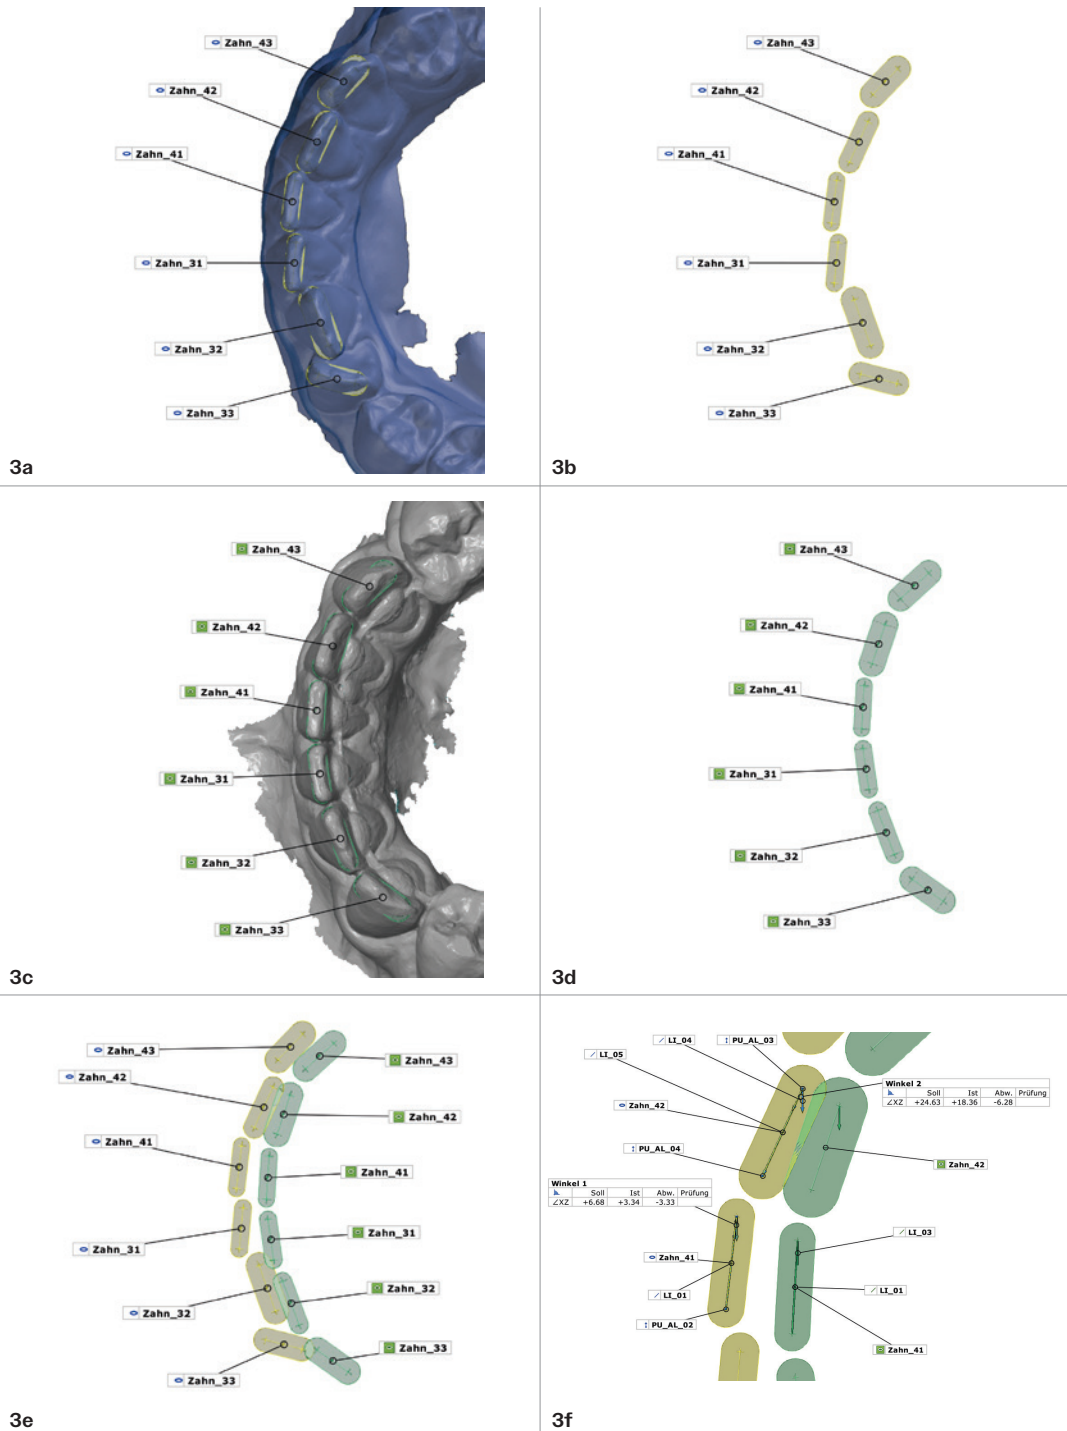 Zahn_43
Zahn_42
Zahn_41
Zahn_31
Zahn_32
Zahn_33
3a
Zahn_43
Zahn_42
Zahn_41
Zahn_31
Zahn_32
Zahn_33
3b
Zahn_43
Zahn_42
Zahn_41
Zahn_31
Zahn_32
Zahn_33
3c
Zahn_43
Zahn_42
Zahn_41
Zahn_31
Zahn_32
Zahn_33
3d
Zahn_43
Zahn_43
Zahn_42
Zahn_42
Zahn_41
Zahn_41
Zahn_31
Zahn_31
Zahn_32
Zahn_32
Zahn_33
Zahn_33
3e
LI_04
PU_AL_03
LI_05
Winkel 2
Soll Ist Abw. Prüfung
∠XZ +24.63 +18.36 -6.28
Zahn_42
PU_AL_04
Zahn_42
Winkel 1
Soll Ist Abw. Prüfung
∠XZ +6.68 +3.34 -3.33
LI_03
Zahn_41
LI_01
LI_01
PU_AL_02
Zahn_41
3f